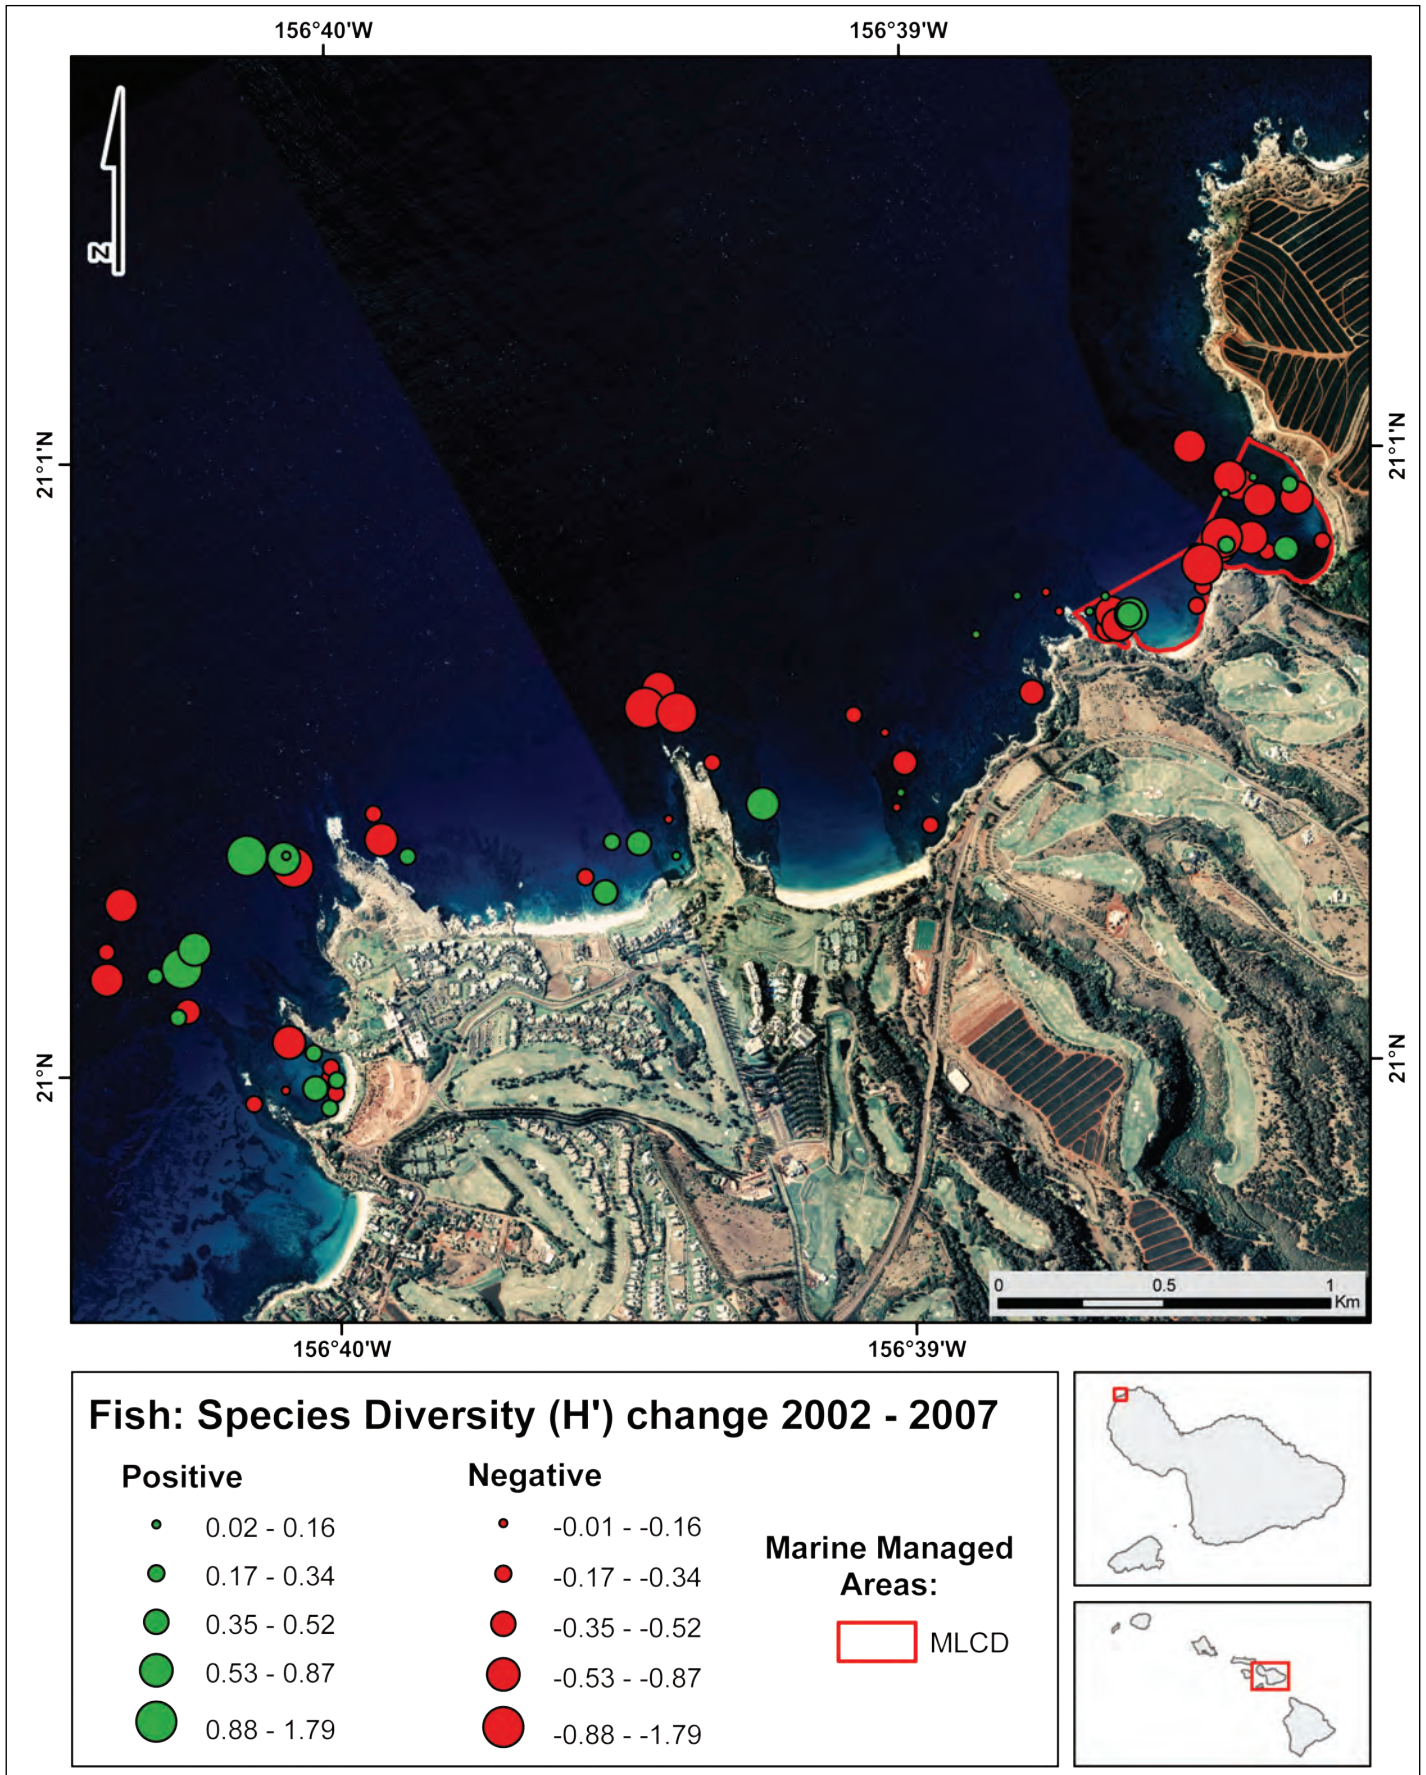 156°40'W 156°39'W
N
21°1'N 21°1'N
21°N 21°N
0 0.5 1
Km
156°40'W 156°39'W
Fish: Species Diversity (H') change 2002 - 2007
Positive Negative
0.02 - 0.16 -0.01 - -0.16
0.17 - 0.34 -0.17 - -0.34
0.35 - 0.52 -0.35 - -0.52
0.53 - 0.87 -0.53 - -0.87
0.88 - 1.79 -0.88 - -1.79
Marine Managed
Areas:
MLCD